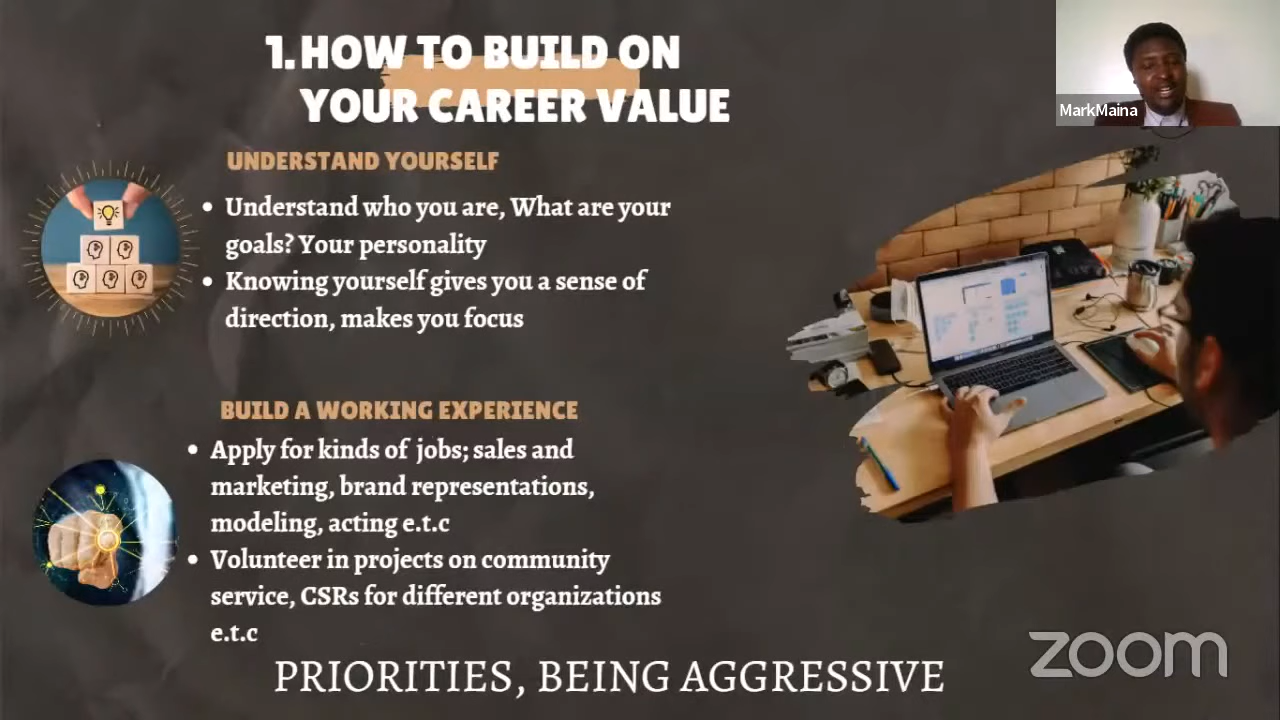 1. HOW TO BUILD ON
YOUR CAREER VALUE
MarkMaina
UNDERSTAND YOURSELF
• Understand who you are, What are your
goals? Your personality
• Knowing yourself gives you a sense of
direction, makes you focus
BUILD A WORKING EXPERIENCE
• Apply for kinds of jobs; sales and
marketing, brand representations,
modeling, acting e.t.c
• Volunteer in projects on community
service, CSRs for different organizations
e.t.c
PRIORITIES, BEING AGGRESSIVE
zoom